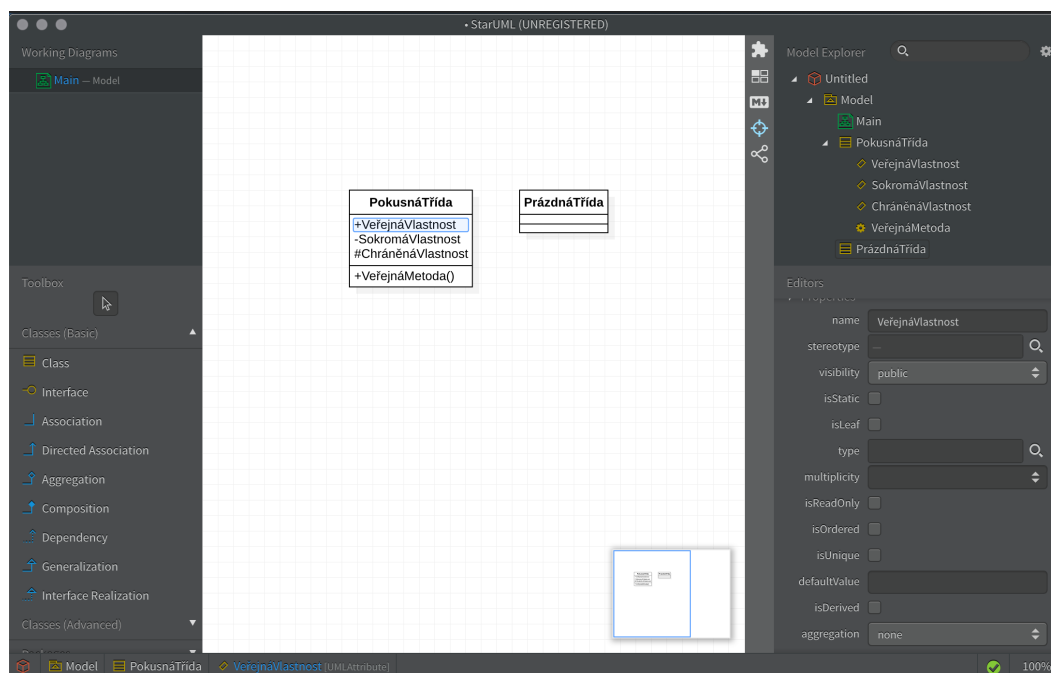 • StarUML (UNREGISTERED)
Working Diagrams
Main — Model
Toolbox
Classes (Basic)
Class
Interface
Association
Directed Association
Aggregation
Composition
Dependency
Generalization
Interface Realization
Classes (Advanced)
PokusnáTřída
+VeřejnáVlastnost
-SokromáVlastnost
#ChráněnáVlastnost
+VeřejnáMetoda()
PrázdnáTřída
M
Model Explorer
Untitled
Model
Main
PokusnáTřída
VeřejnáVlastnost
SokromáVlastnost
ChráněnáVlastnost
VeřejnáMetoda
PrázdnáTřída
Editors
Properties
name VeřejnáVlastnost
stereotype —
visibility public
isStatic
isLeaf
type
multiplicity
isReadOnly
isOrdered
isUnique
defaultValue
isDerived
aggregation none
Model PokusnáTřída VeřejnáVlastnost [UMLAttribute] 100%